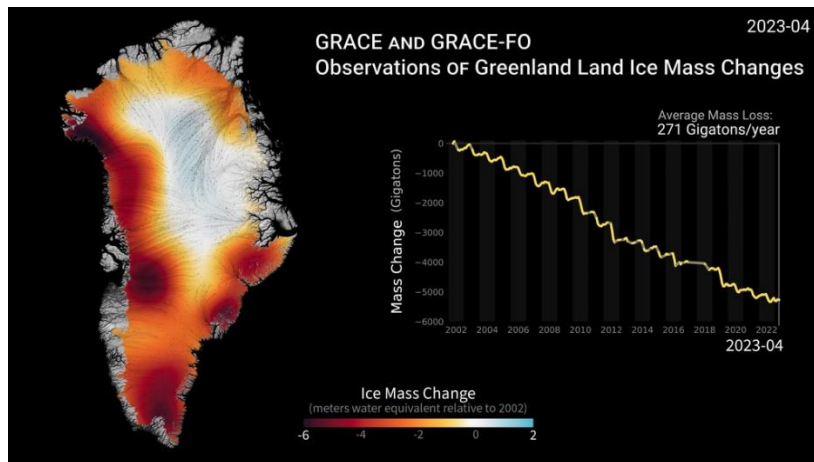 2023-04
GRACE AND GRACE-FO
Observations OF Greenland Land Ice Mass Changes
Average Mass Loss:
271 Gigatons/year
Mass Change (Gigatons)
0
−1000
−2000
−3000
−4000
−5000
−6000
2002 2004 2006 2008 2010 2012 2014 2016 2018 2020 2022
2023-04
Ice Mass Change
(meters water equivalent relative to 2002)
-6 -4 -2 0 2